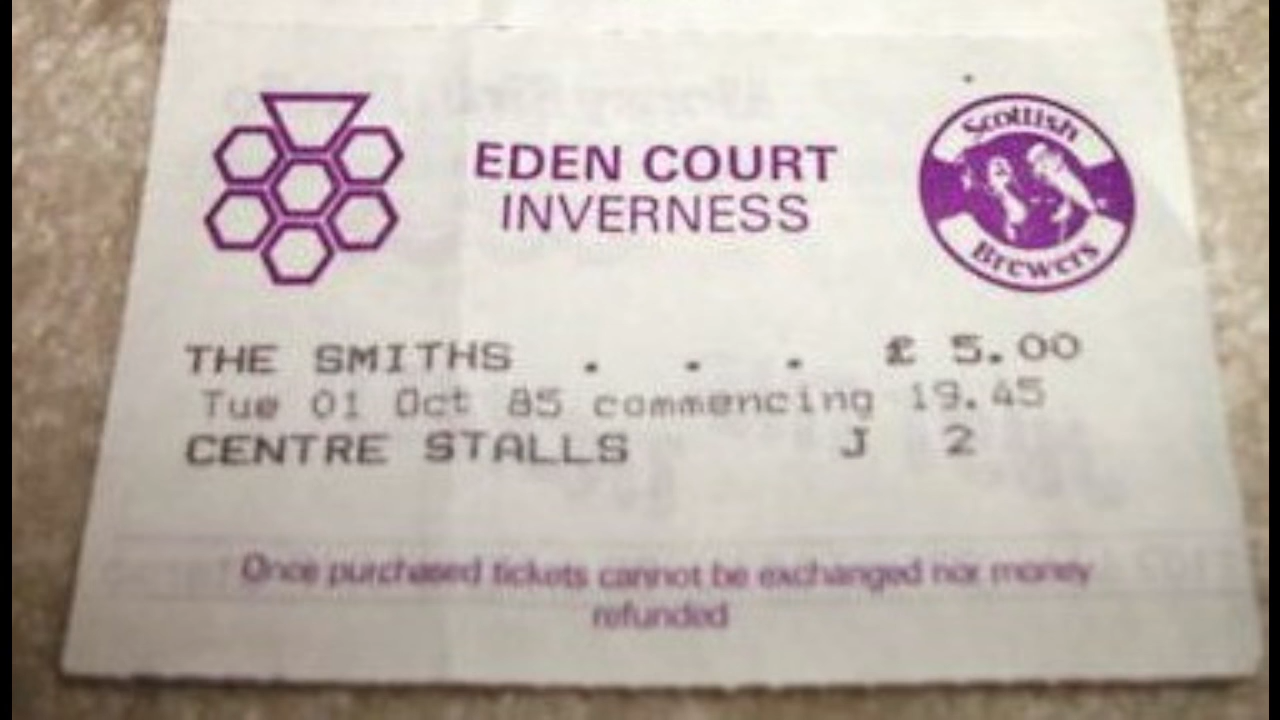 EDEN COURT
INVERNESS
Scottish
Brewers
THE SMITHS . . . £ 5.00
Tue 01 Oct 85 commencing 19.45
CENTRE STALLS J 2
Once purchased tickets cannot be exchanged nor money
refunded